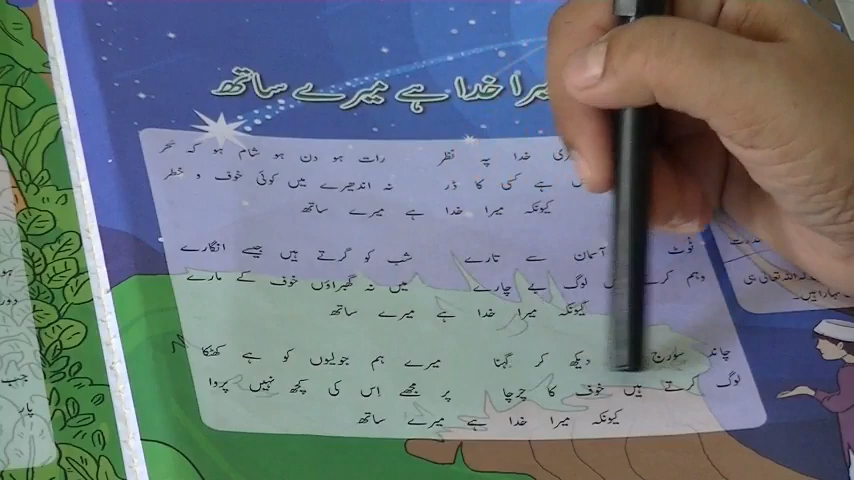 میرا خدا ہے میرے ساتھ
خدا پہ نظر رات ہو دن ہو شام ہو کہ سحر
ہے کسی کا ڈر نہ اندھیرے میں کوئی خوف و خطر
کیونکہ میرا خدا ہے میرے ساتھ
ٹوٹ آسمان سے تارے شب کو گرتے ہیں جیسے انگارے
وہم کرتے لوگ بے چارے میں نہ گھبراؤں خوف کے مارے
کیونکہ میرا خدا ہے میرے ساتھ
چاند سورج دیکھ کر گہنا میرے ہم جولیوں کو ہے کھٹکا
لوگ کرتے ہیں خوف کا چرچا پر مجھے اس کی کچھ نہیں پروا
کیونکہ میرا خدا ہے میرے ساتھ